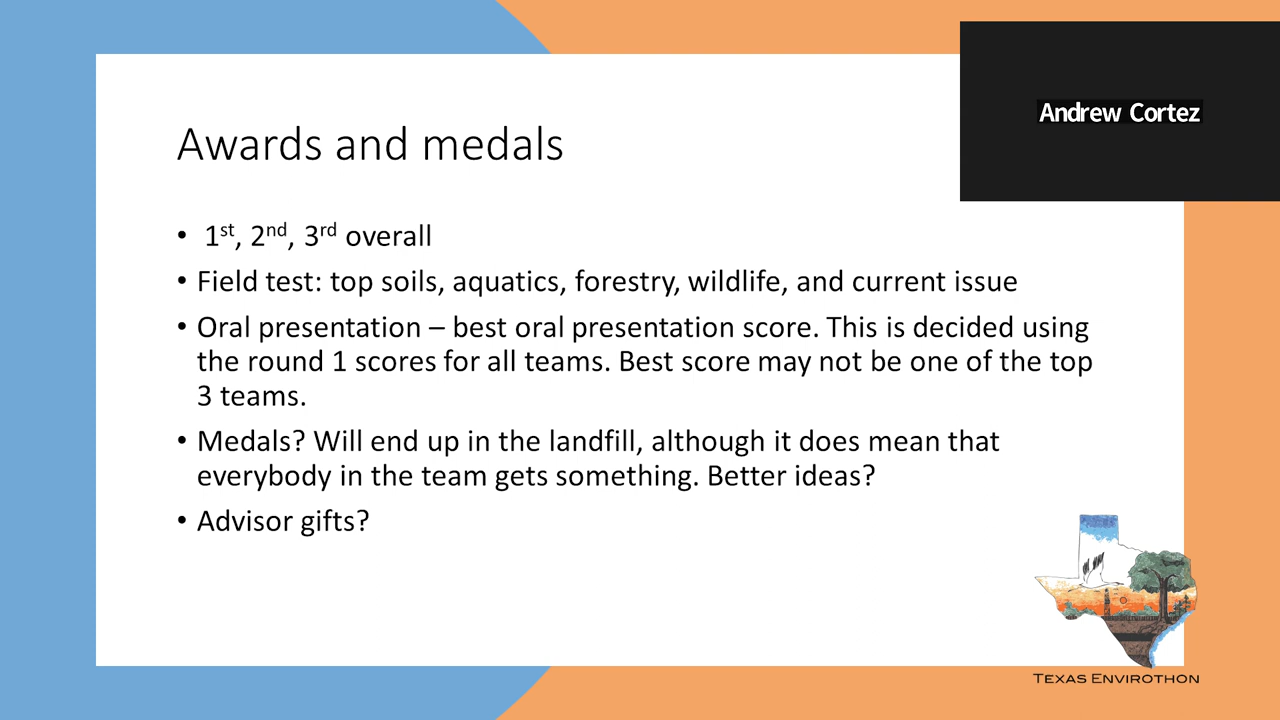 Andrew Cortez
Awards and medals
• 1st, 2nd, 3rd overall
• Field test: top soils, aquatics, forestry, wildlife, and current issue
• Oral presentation – best oral presentation score. This is decided using
the round 1 scores for all teams. Best score may not be one of the top
3 teams.
• Medals? Will end up in the landfill, although it does mean that
everybody in the team gets something. Better ideas?
• Advisor gifts?
TEXAS ENVIROTHON